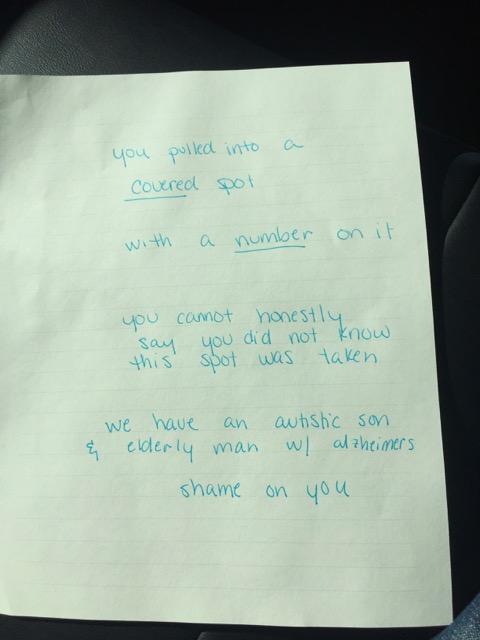 you pulled into a
covered spot
with a number on it
you cannot honestly
say you did not know
this spot was taken
we have an autistic son
& elderly man w/ alzheimers
shame on you